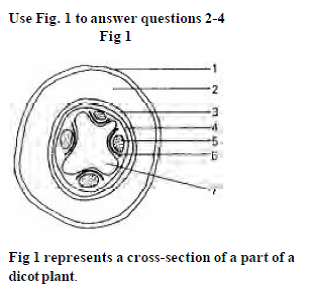 Use Fig. 1 to answer questions 2-4
Fig 1
1
2
3
4
5
6
7
Fig 1 represents a cross-section of a part of a
dicot plant.